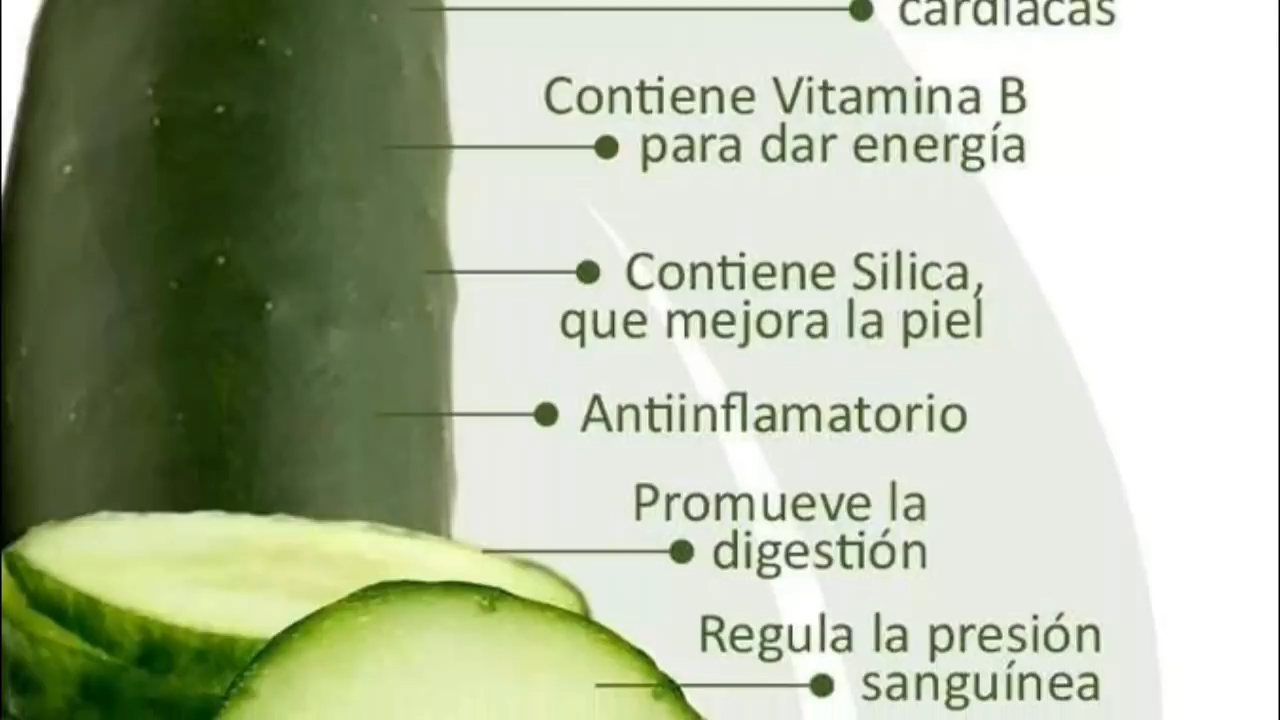 cardíacas
Contiene Vitamina B
para dar energía
Contiene Silica,
que mejora la piel
Antiinflamatorio
Promueve la
digestión
Regula la presión
sanguínea